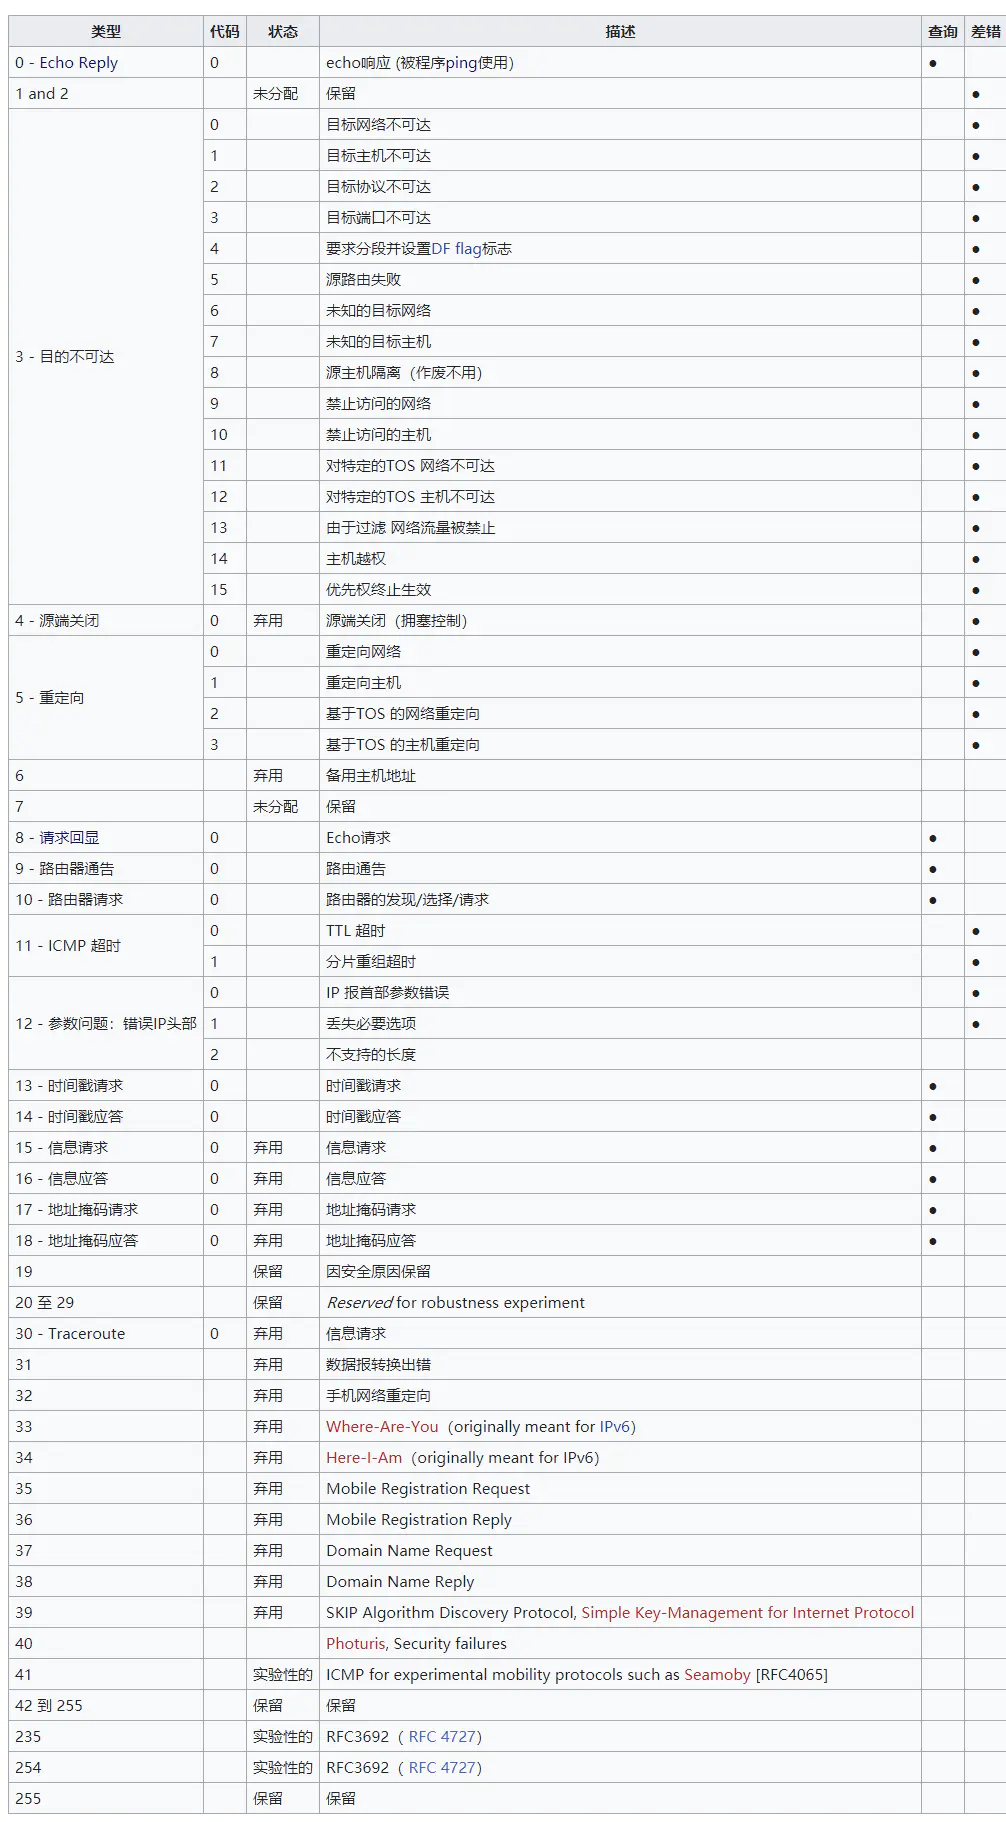 类型 代码 状态 描述 查询 差错
0 - Echo Reply 0 echo响应 (被程序ping使用) ●
1 and 2 未分配 保留 ●
3 - 目的不可达 0 目标网络不可达 ●
1 目标主机不可达 ●
2 目标协议不可达 ●
3 目标端口不可达 ●
4 要求分段并设置DF flag标志 ●
5 源路由失败 ●
6 未知的目标网络 ●
7 未知的目标主机 ●
8 源主机隔离（作废不用） ●
9 禁止访问的网络 ●
10 禁止访问的主机 ●
11 对特定的TOS 网络不可达 ●
12 对特定的TOS 主机不可达 ●
13 由于过滤 网络流量被禁止 ●
14 主机越权 ●
15 优先权终止生效 ●
4 - 源端关闭 0 弃用 源端关闭（拥塞控制） ●
5 - 重定向 0 重定向网络 ●
1 重定向主机 ●
2 基于TOS 的网络重定向 ●
3 基于TOS 的主机重定向 ●
6 弃用 备用主机地址
7 未分配 保留
8 - 请求回显 0 Echo请求 ●
9 - 路由器通告 0 路由通告 ●
10 - 路由器请求 0 路由器的发现/选择/请求 ●
11 - ICMP 超时 0 TTL 超时 ●
1 分片重组超时 ●
12 - 参数问题：错误IP头部 0 IP 报首部参数错误 ●
1 丢失必要选项 ●
2 不支持的长度
13 - 时间戳请求 0 时间戳请求 ●
14 - 时间戳应答 0 时间戳应答 ●
15 - 信息请求 0 弃用 信息请求 ●
16 - 信息应答 0 弃用 信息应答 ●
17 - 地址掩码请求 0 弃用 地址掩码请求 ●
18 - 地址掩码应答 0 弃用 地址掩码应答 ●
19 保留 因安全原因保留
20 至 29 保留 Reserved for robustness experiment
30 - Traceroute 0 弃用 信息请求
31 弃用 数据报转换出错
32 弃用 手机网络重定向
33 弃用 Where-Are-You（originally meant for IPv6）
34 弃用 Here-I-Am（originally meant for IPv6）
35 弃用 Mobile Registration Request
36 弃用 Mobile Registration Reply
37 弃用 Domain Name Request
38 弃用 Domain Name Reply
39 弃用 SKIP Algorithm Discovery Protocol, Simple Key-Management for Internet Protocol
40 Photuris, Security failures
41 实验性的 ICMP for experimental mobility protocols such as Seamoby [RFC4065]
42 到 255 保留 保留
235 实验性的 RFC3692（ RFC 4727）
254 实验性的 RFC3692（ RFC 4727）
255 保留 保留